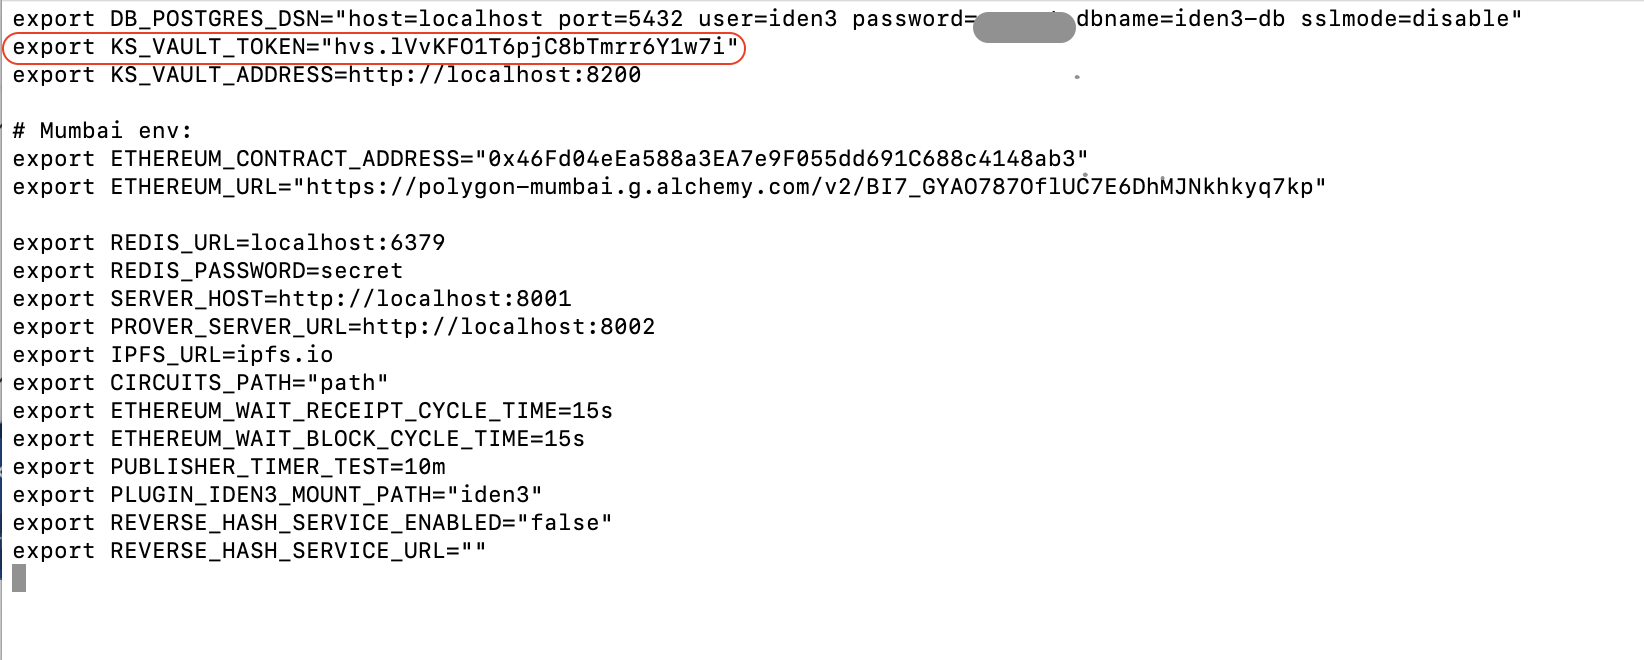 export DB_POSTGRES_DSN="host=localhost port=5432 user=iden3 password= dbname=iden3-db sslmode=disable"
export KS_VAULT_TOKEN="hvs.lVvKFO1T6pjC8bTmrr6Y1w7i"
export KS_VAULT_ADDRESS=http://localhost:8200
# Mumbai env:
export ETHEREUM_CONTRACT_ADDRESS="0x46Fd04eEa588a3EA7e9F055dd691C688c4148ab3"
export ETHEREUM_URL="https://polygon-mumbai.g.alchemy.com/v2/BI7_GYAO787OflUC7E6DhMJNkhkyq7kp"
export REDIS_URL=localhost:6379
export REDIS_PASSWORD=secret
export SERVER_HOST=http://localhost:8001
export PROVER_SERVER_URL=http://localhost:8002
export IPFS_URL=ipfs.io
export CIRCUITS_PATH="path"
export ETHEREUM_WAIT_RECEIPT_CYCLE_TIME=15s
export ETHEREUM_WAIT_BLOCK_CYCLE_TIME=15s
export PUBLISHER_TIMER_TEST=10m
export PLUGIN_IDEN3_MOUNT_PATH="iden3"
export REVERSE_HASH_SERVICE_ENABLED="false"
export REVERSE_HASH_SERVICE_URL=""